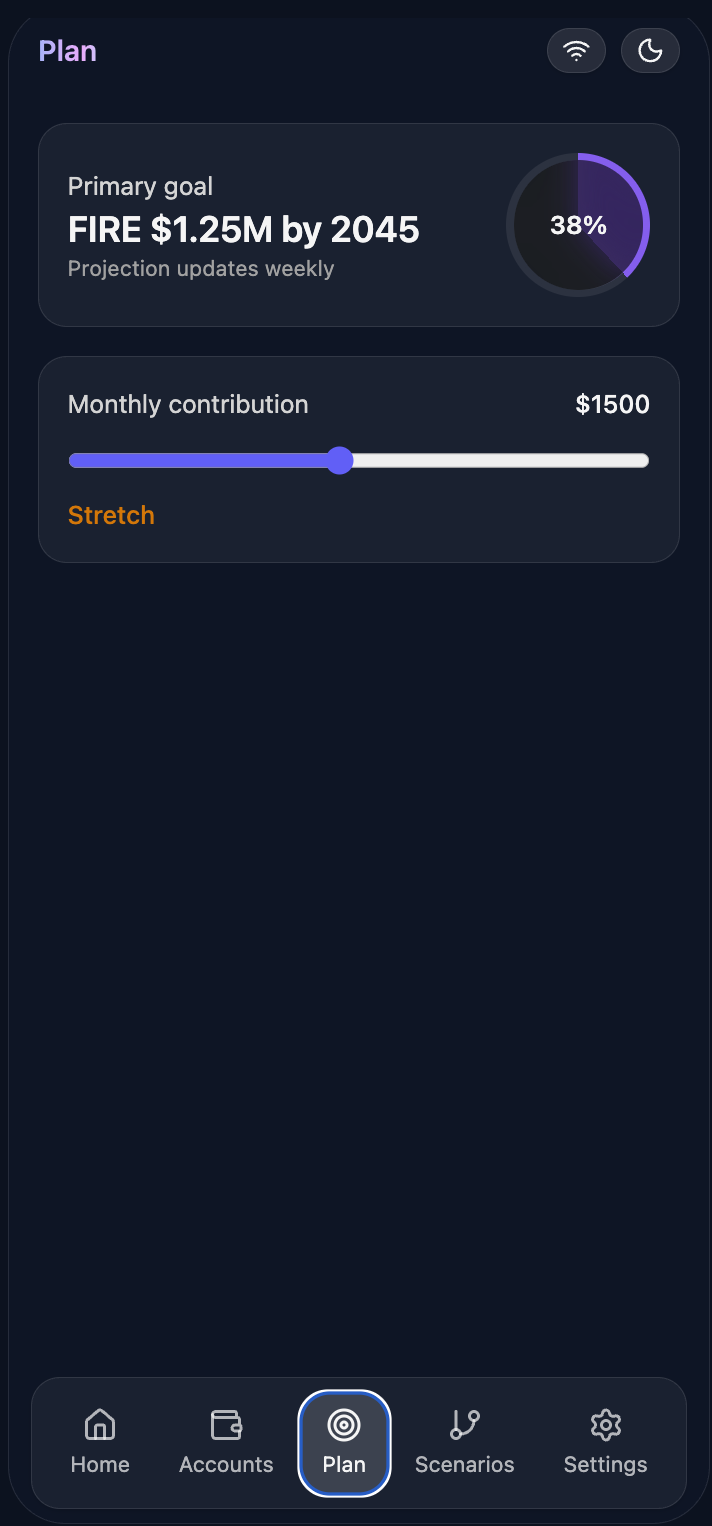 Plan
Primary goal
FIRE $1.25M by 2045
Projection updates weekly
38%
Monthly contribution
$1500
Stretch
Home
Accounts
Plan
Scenarios
Settings